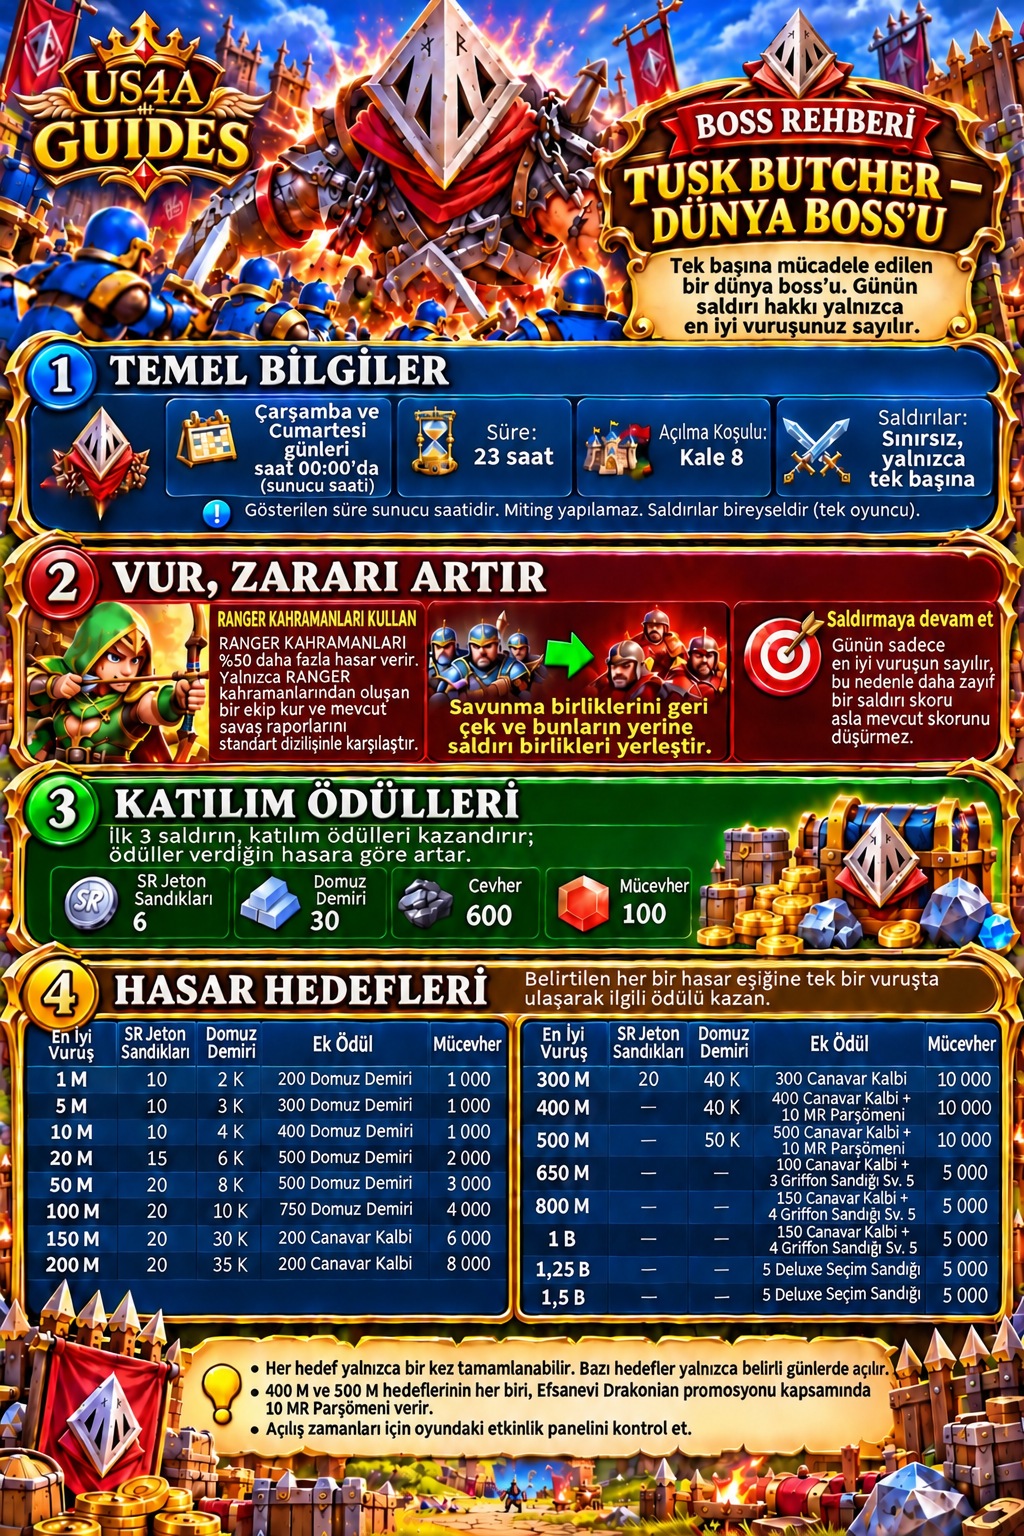 US4A
GUIDES
BOSS REHBERİ
TUSK BUTCHER –
DÜNYA BOSS'U
Tek başına mücadele edilen
bir dünya boss'u. Günün
saldırı hakkı yalnızca
en iyi vuruşunuz sayılır.
1 TEMEL BİLGİLER
Çarşamba ve
Cumartesi
günleri
saat 00:00'da
(sunucu saati)
Süre:
23 saat
Açılma Koşulu:
Kale 8
Saldırılar:
Sınırsız,
yalnızca
tek başına
! Gösterilen süre sunucu saatidir. Miting yapılamaz. Saldırılar bireyseldir (tek oyuncu).
2 VUR, ZARARI ARTIR
RANGER KAHRAMANLARI KULLAN
RANGER KAHRAMANLARI
%50 daha fazla hasar verir.
Yalnızca RANGER
kahramanlarından oluşan
bir ekip kur ve mevcut
savaş raporlarını
standart dizilişinle karşılaştır.
Savunma birliklerini geri
çek ve bunların yerine
saldırı birlikleri yerleştir.
Saldırmaya devam et
Günün sadece
en iyi vuruşun sayılır,
bu nedenle daha zayıf
bir saldırı skoru
asla mevcut skorunu
düşürmez.
3 KATILIM ÖDÜLLERİ
İlk 3 saldırın, katılım ödülleri kazandırır;
ödüller verdiğin hasara göre artar.
SR
SR Jeton
Sandıkları
6
Domuz
Demiri
30
Cevher
600
Mücevher
100
4 HASAR HEDEFLERİ
Belirtilen her bir hasar eşiğine tek bir vuruşta
ulaşarak ilgili ödülü kazan.
En İyi Vuruş SR Jeton Sandıkları Domuz Demiri Ek Ödül Mücevher
1 M 10 2 K 200 Domuz Demiri 1 000
5 M 10 3 K 300 Domuz Demiri 1 000
10 M 10 4 K 400 Domuz Demiri 1 000
20 M 15 6 K 500 Domuz Demiri 2 000
50 M 20 8 K 500 Domuz Demiri 3 000
100 M 20 10 K 750 Domuz Demiri 4 000
150 M 20 30 K 200 Canavar Kalbi 6 000
200 M 20 35 K 200 Canavar Kalbi 8 000
En İyi Vuruş SR Jeton Sandıkları Domuz Demiri Ek Ödül Mücevher
300 M 20 40 K 300 Canavar Kalbi 10 000
400 M — 40 K 400 Canavar Kalbi + 10 MR Parşömeni 10 000
500 M — 50 K 500 Canavar Kalbi + 10 MR Parşömeni 10 000
650 M — — 100 Canavar Kalbi + 3 Griffon Sandığı Sv. 5 5 000
800 M — — 150 Canavar Kalbi + 4 Griffon Sandığı Sv. 5 5 000
1 B — — 150 Canavar Kalbi + 4 Griffon Sandığı Sv. 5 5 000
1,25 B — — 5 Deluxe Seçim Sandığı 5 000
1,5 B — — 5 Deluxe Seçim Sandığı 5 000
• Her hedef yalnızca bir kez tamamlanabilir. Bazı hedefler yalnızca belirli günlerde açılır.
• 400 M ve 500 M hedeflerinin her biri, Efsanevi Drakonian promosyonu kapsamında
10 MR Parşömeni verir.
• Açılış zamanları için oyundaki etkinlik panelini kontrol et.